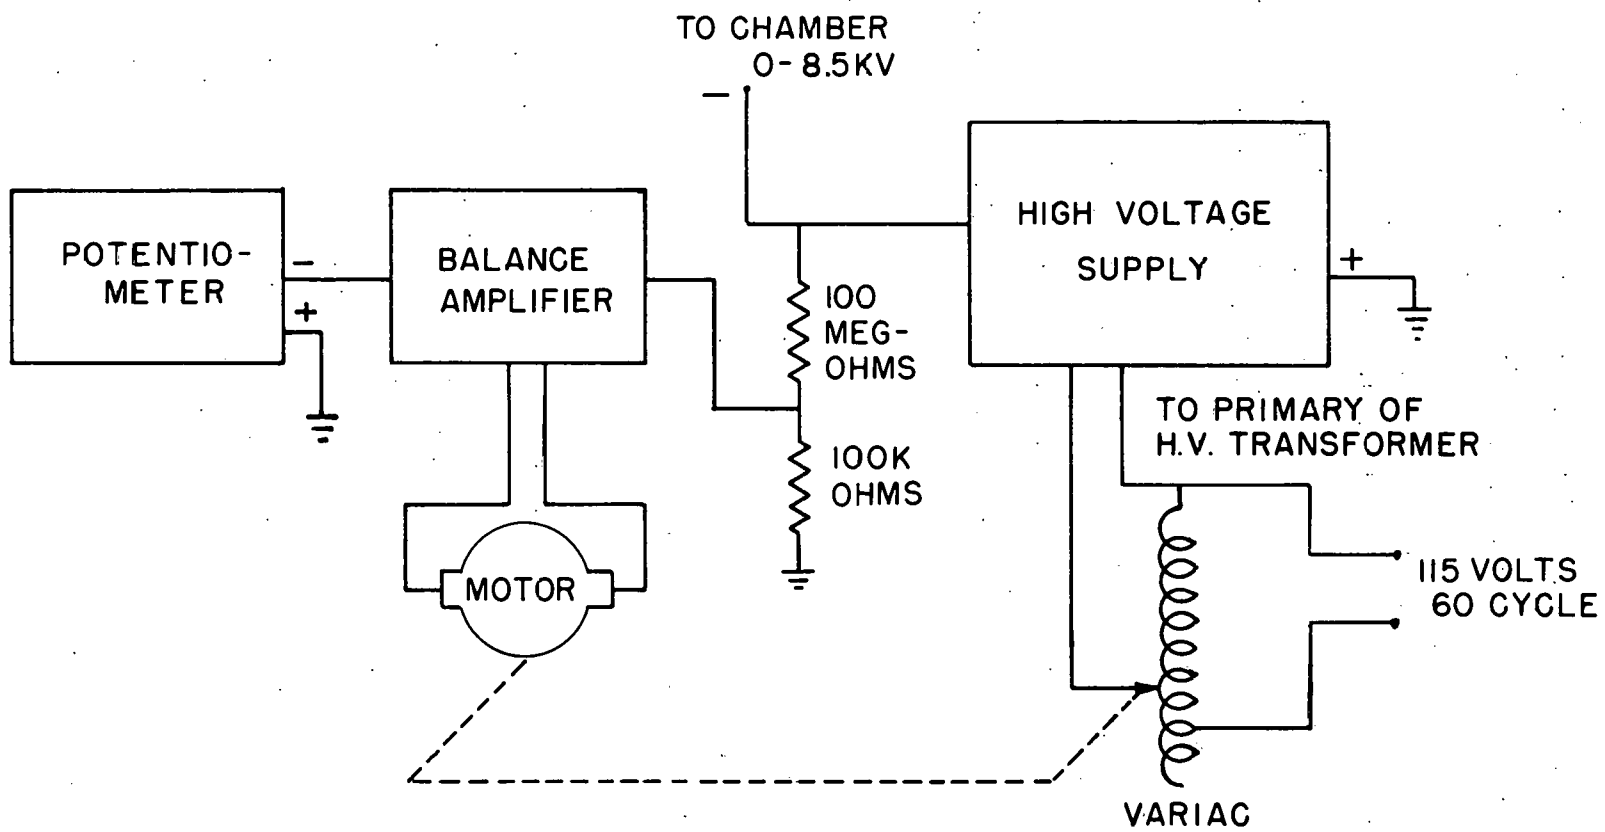 TO CHAMBER
0-8.5KV
−
POTENTIO-
METER
−
+
BALANCE
AMPLIFIER
HIGH VOLTAGE
SUPPLY
+
100
MEG-
OHMS
TO PRIMARY OF
H.V. TRANSFORMER
100K
OHMS
MOTOR
115 VOLTS
60 CYCLE
VARIAC